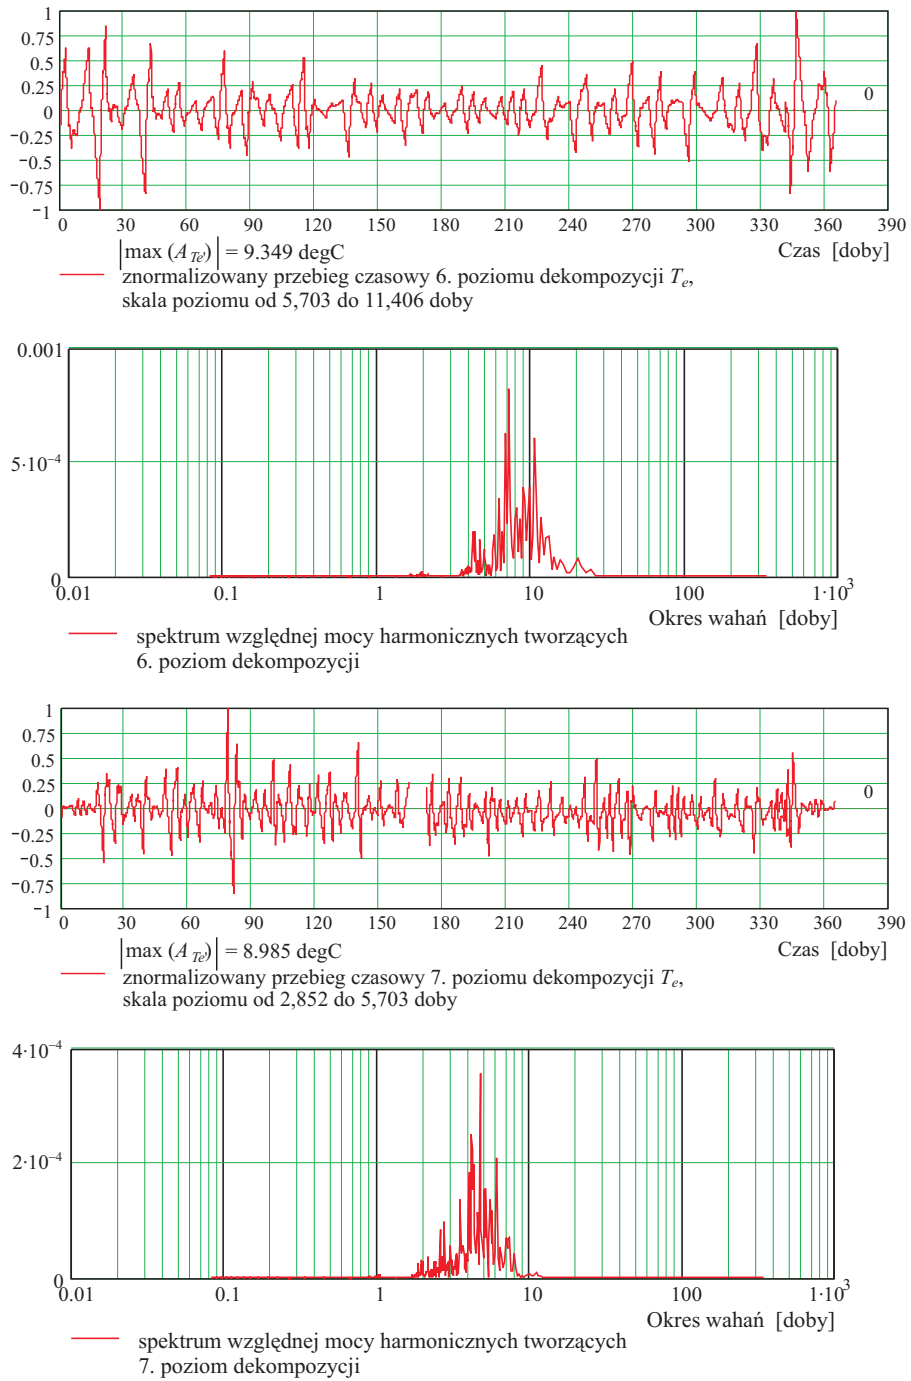 1
0.75
0.5
0.25
0
−0.25
−0.5
−0.75
−1
0
0 30 60 90 120 150 180 210 240 270 300 330 360 390
|max (A Te')| = 9.349 degC
Czas [doby]
znormalizowany przebieg czasowy 6. poziomu dekompozycji Te,
skala poziomu od 5,703 do 11,406 doby
0.001
5·10⁻⁴
0
0.01 0.1 1 10 100 1·10³
Okres wahań [doby]
spektrum względnej mocy harmonicznych tworzących
6. poziom dekompozycji
1
0.75
0.5
0.25
0
−0.25
−0.5
−0.75
−1
0
0 30 60 90 120 150 180 210 240 270 300 330 360 390
|max (A Te')| = 8.985 degC
Czas [doby]
znormalizowany przebieg czasowy 7. poziomu dekompozycji Te,
skala poziomu od 2,852 do 5,703 doby
4·10⁻⁴
2·10⁻⁴
0
0.01 0.1 1 10 100 1·10³
Okres wahań [doby]
spektrum względnej mocy harmonicznych tworzących
7. poziom dekompozycji